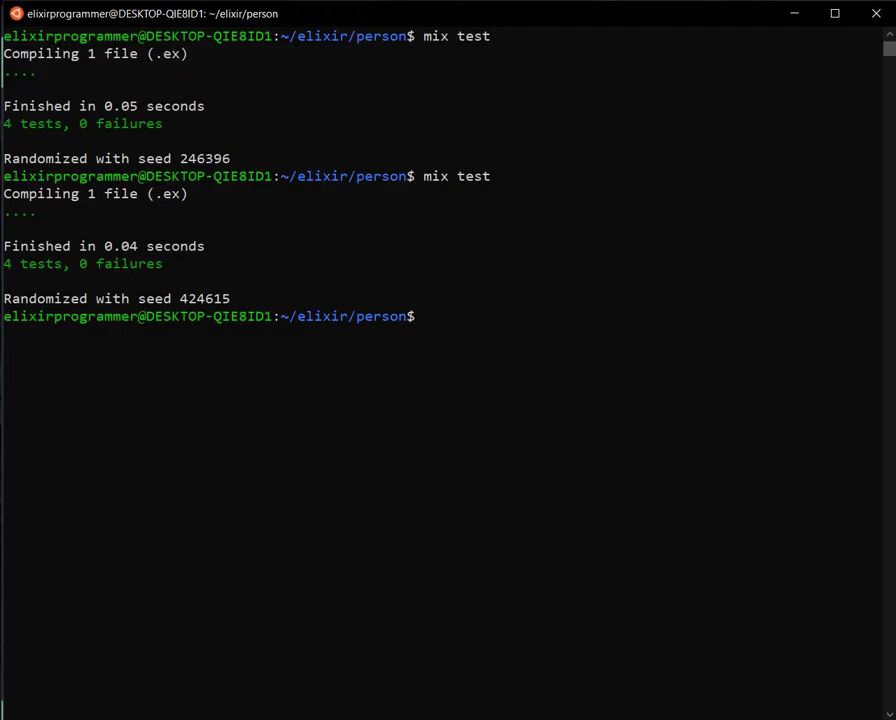 elixirprogrammer@DESKTOP-QIE8ID1: ~/elixir/person
elixirprogrammer@DESKTOP-QIE8ID1:~/elixir/person$ mix test
Compiling 1 file (.ex)
....
Finished in 0.05 seconds
4 tests, 0 failures
Randomized with seed 246396
elixirprogrammer@DESKTOP-QIE8ID1:~/elixir/person$ mix test
Compiling 1 file (.ex)
....
Finished in 0.04 seconds
4 tests, 0 failures
Randomized with seed 424615
elixirprogrammer@DESKTOP-QIE8ID1:~/elixir/person$